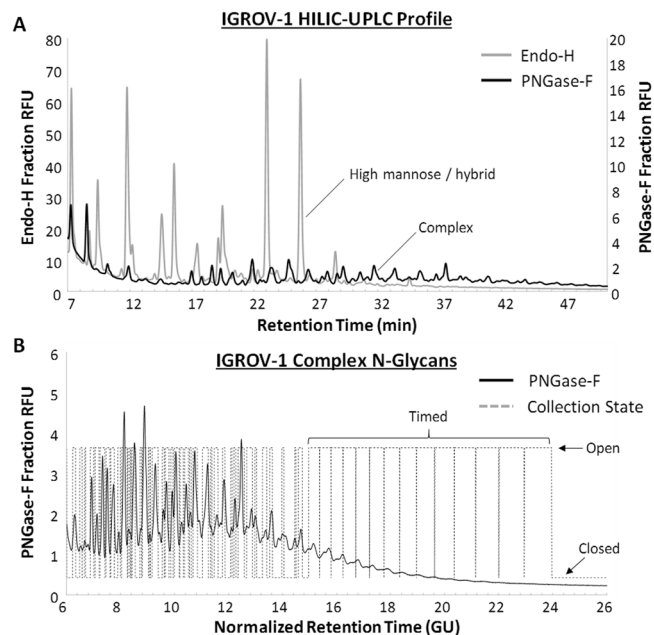 A
IGROV-1 HILIC-UPLC Profile
Endo-H Fraction RFU
80
70
60
50
40
30
20
10
0
Endo-H
PNGase-F
High mannose / hybrid
Complex
20
18
16
14
12
10
8
6
4
2
0
PNGase-F Fraction RFU
7 12 17 22 27 32 37 42 47
Retention Time (min)
B
IGROV-1 Complex N-Glycans
PNGase-F Fraction RFU
6
5
4
3
2
1
0
PNGase-F
Collection State
Timed
Open
Closed
6 8 10 12 14 16 18 20 22 24 26
Normalized Retention Time (GU)